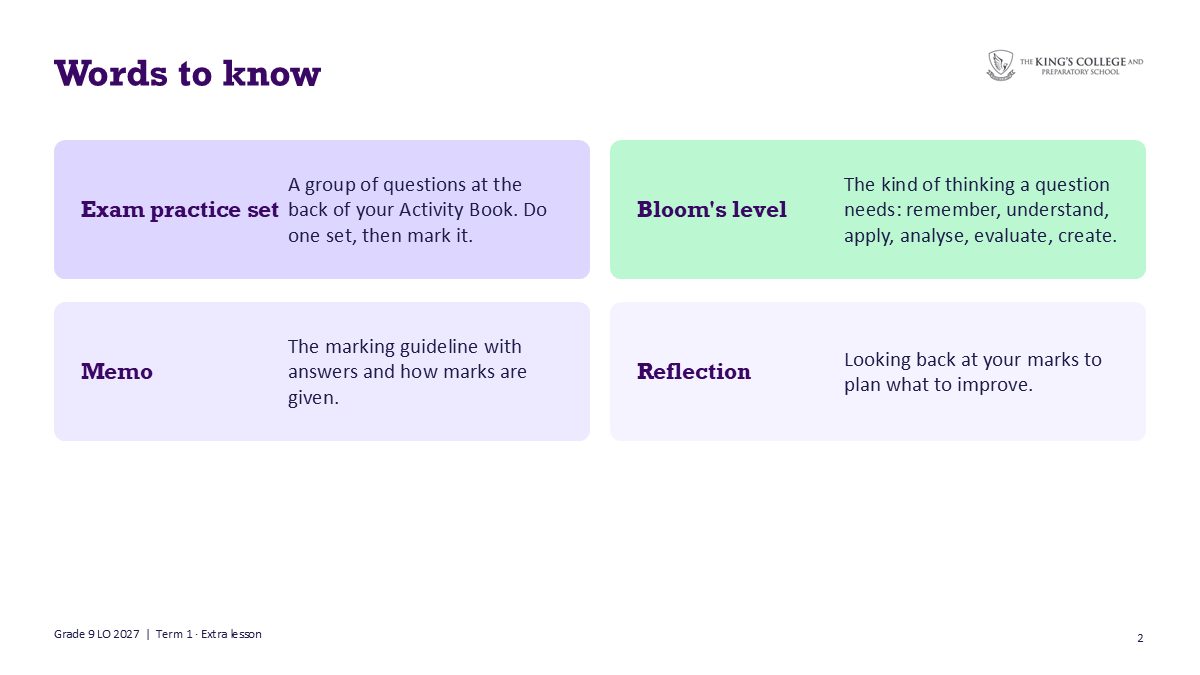 Words to know
THE KING'S COLLEGE AND
PREPARATORY SCHOOL
Exam practice set
A group of questions at the
back of your Activity Book. Do
one set, then mark it.
Bloom's level
The kind of thinking a question
needs: remember, understand,
apply, analyse, evaluate, create.
Memo
The marking guideline with
answers and how marks are
given.
Reflection
Looking back at your marks to
plan what to improve.
Grade 9 LO 2027 | Term 1 · Extra lesson
2